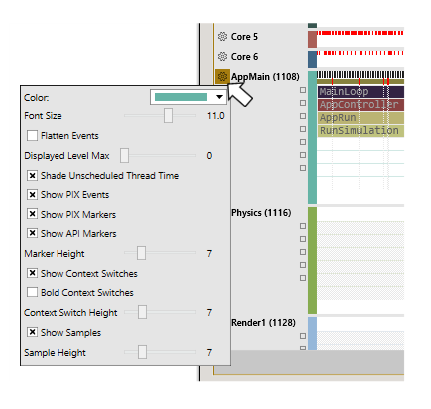 Core 5
Core 6
AppMain (1108)
MainLoop
AppController
AppRun
RunSimulation
Color:
Font Size 11.0
Flatten Events
Displayed Level Max 0
Shade Unscheduled Thread Time
Show PIX Events
Show PIX Markers
Show API Markers
Marker Height 7
Show Context Switches
Bold Context Switches
Context Switch Height 7
Show Samples
Sample Height 7
Physics (1116)
Render1 (1128)